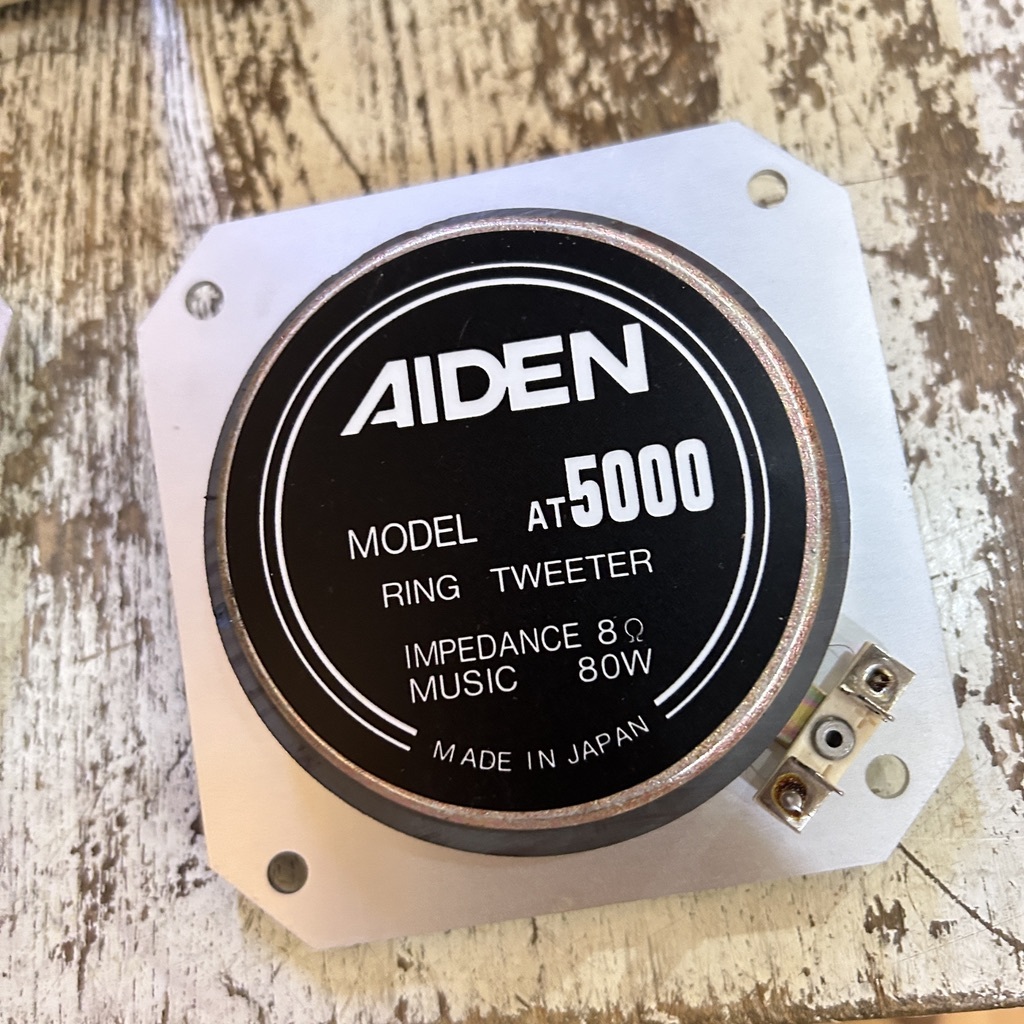 AIDEN
MODEL AT5000
RING TWEETER
IMPEDANCE 8Ω
MUSIC 80W
MADE IN JAPAN